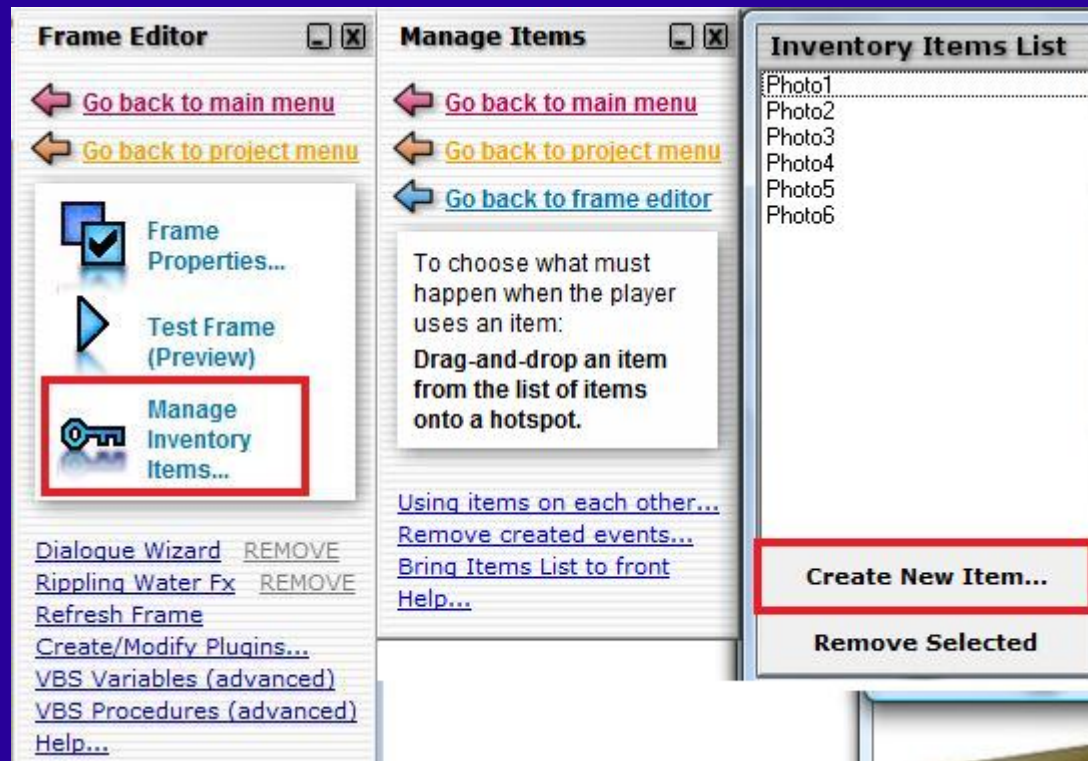 Frame Editor
Go back to main menu
Go back to project menu
Frame
Properties...
Test Frame
(Preview)
Manage
Inventory
Items...
Dialogue Wizard REMOVE
Rippling Water Fx REMOVE
Refresh Frame
Create/Modify Plugins...
VBS Variables (advanced)
VBS Procedures (advanced)
Help...
Manage Items
Go back to main menu
Go back to project menu
Go back to frame editor
To choose what must
happen when the player
uses an item:
Drag-and-drop an item
from the list of items
onto a hotspot.
Using items on each other...
Remove created events...
Bring Items List to front
Help...
Inventory Items List
Photo1
Photo2
Photo3
Photo4
Photo5
Photo6
Create New Item...
Remove Selected